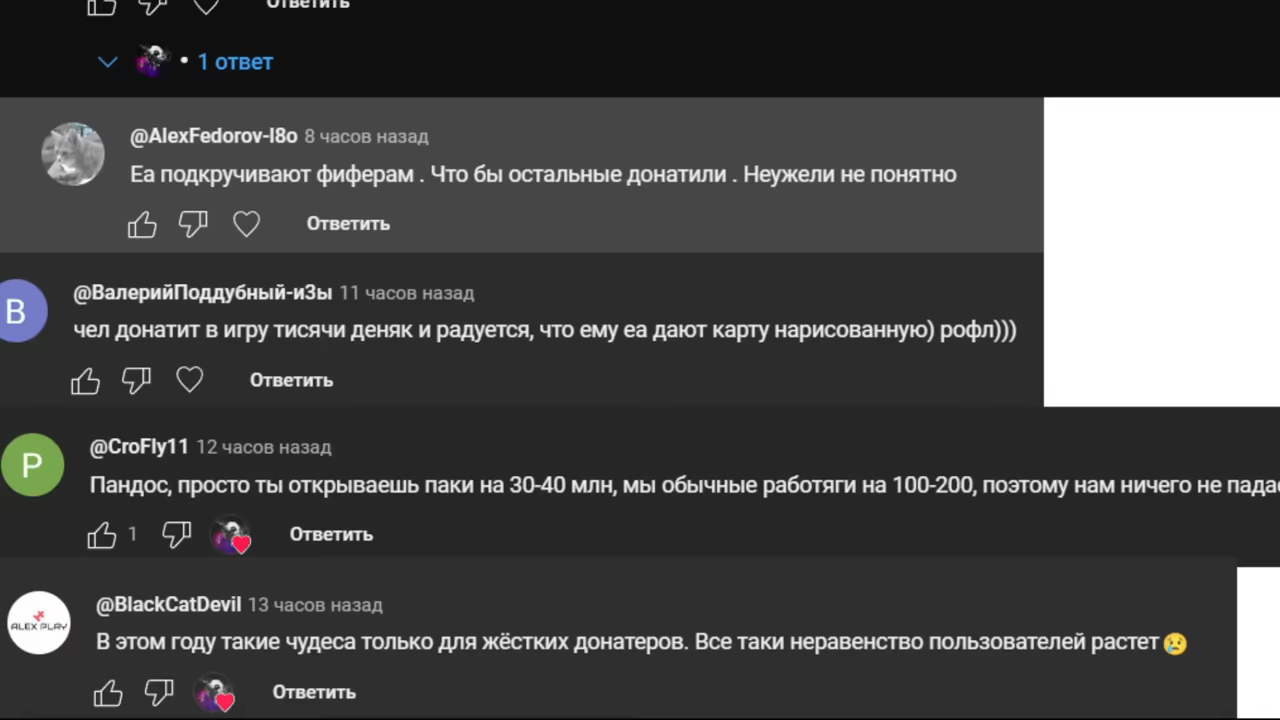 Ответить
• 1 ответ
@AlexFedorov-l8o 8 часов назад
Еа подкручивают фиферам . Что бы остальные донатили . Неужели не понятно
Ответить
В
@ВалерийПоддубный-и3ы 11 часов назад
чел донатит в игру тисячи деняк и радуется, что ему еа дают карту нарисованную) рофл)))
Ответить
P
@CroFly11 12 часов назад
Пандос, просто ты открываешь паки на 30-40 млн, мы обычные работяги на 100-200, поэтому нам ничего не
1
Ответить
ALEX PLAY
@BlackCatDevil 13 часов назад
В этом году такие чудеса только для жёстких донатеров. Все таки неравенство пользователей растет😢
Ответить